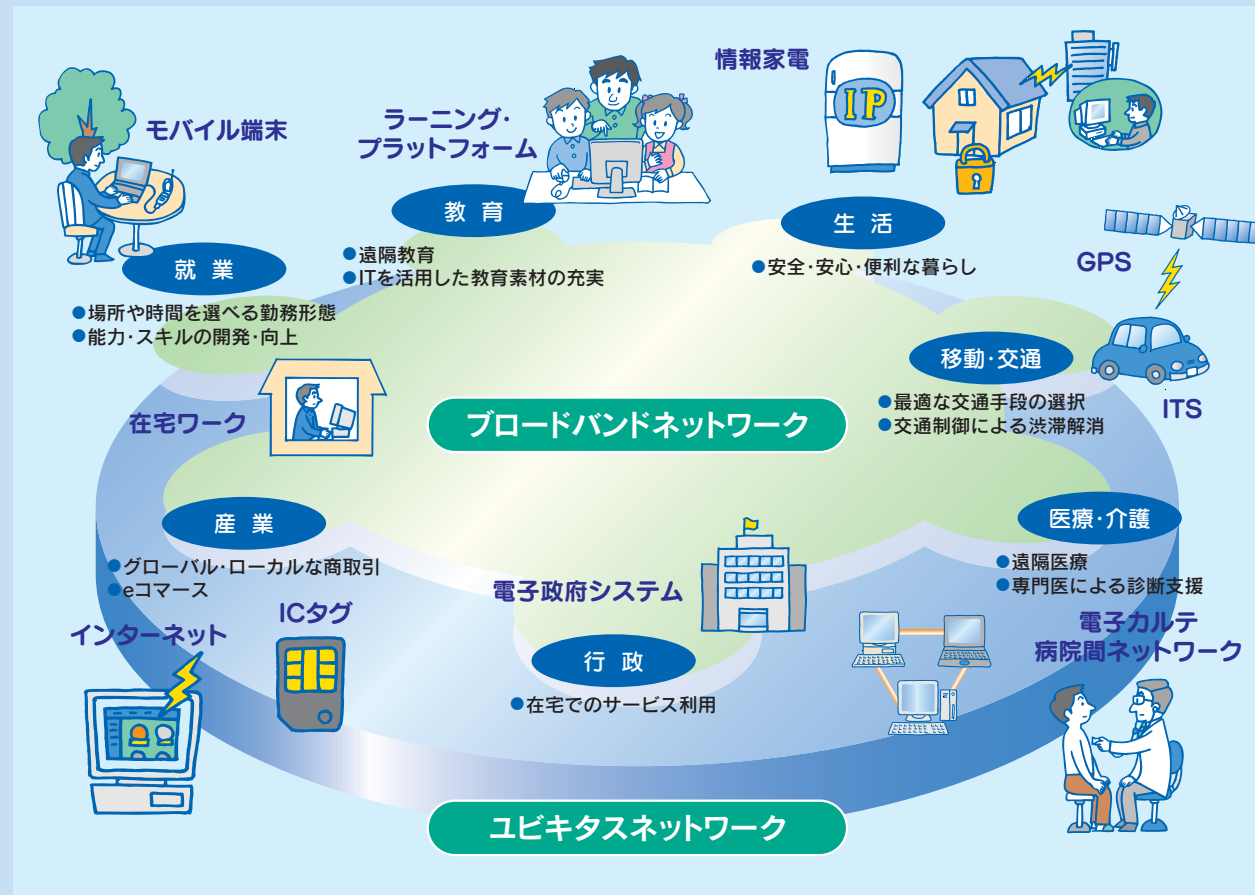 情報家電
IP
モバイル端末
ラーニング・
プラットフォーム
教育
●遠隔教育
●ITを活用した教育素材の充実
生活
●安全・安心・便利な暮らし
GPS
就業
●場所や時間を選べる勤務形態
●能力・スキルの開発・向上
移動・交通
●最適な交通手段の選択
●交通制御による渋滞解消
ITS
在宅ワーク
ブロードバンドネットワーク
産業
●グローバル・ローカルな商取引
●eコマース
医療・介護
●遠隔医療
●専門医による診断支援
電子カルテ
病院間ネットワーク
電子政府システム
ICタグ
インターネット
行政
●在宅でのサービス利用
ユビキタスネットワーク